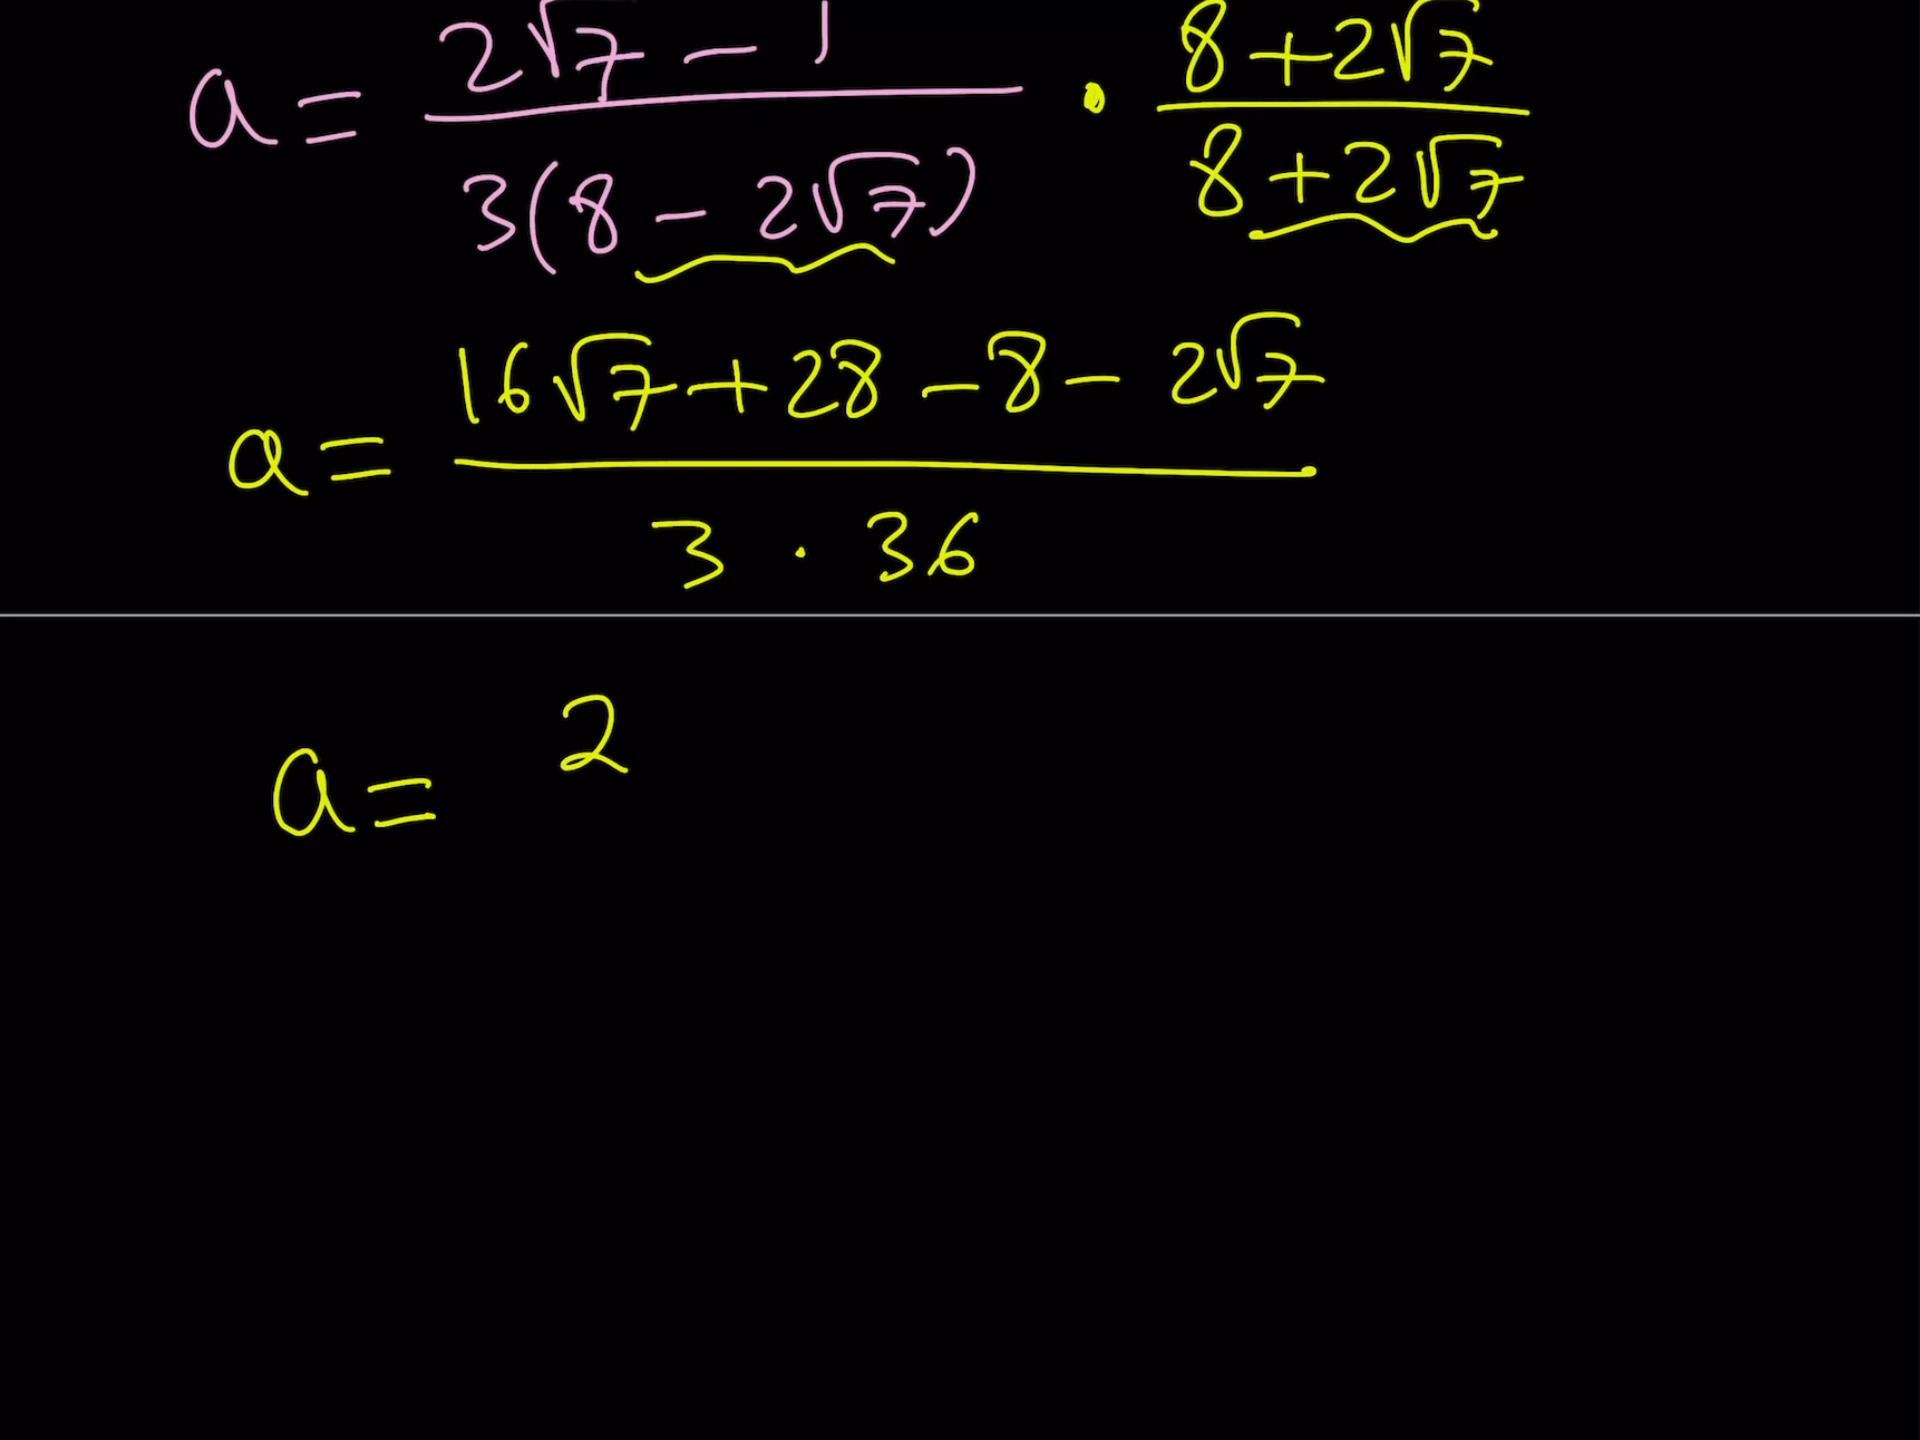 a = (2√7 - 1) / (3(8 - 2√7)) · (8 + 2√7) / (8 + 2√7)
a = (16√7 + 28 - 8 - 2√7) / (3 · 36)
a = 2